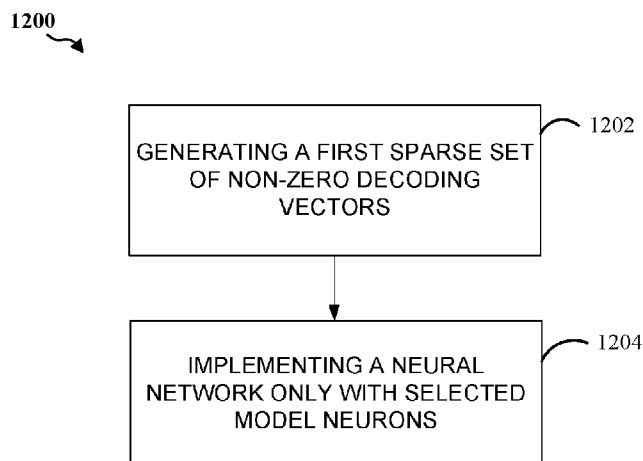 1200
1202
GENERATING A FIRST SPARSE SET
OF NON-ZERO DECODING
VECTORS
1204
IMPLEMENTING A NEURAL
NETWORK ONLY WITH SELECTED
MODEL NEURONS